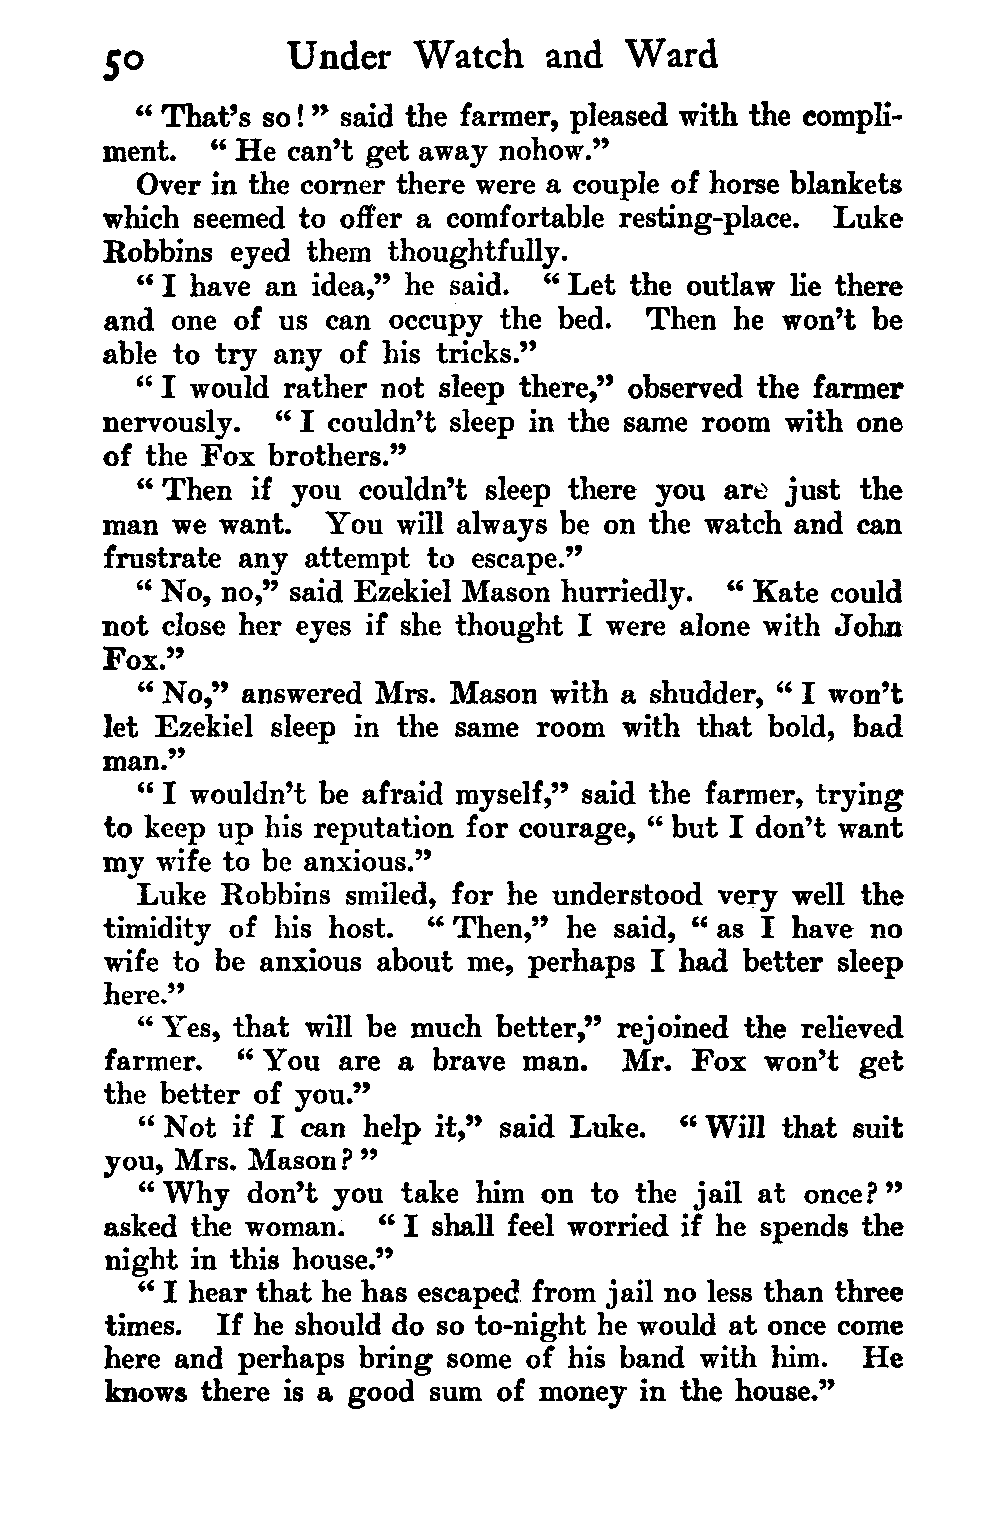 50 Under Watch and Ward
“ That’s so! ” said the farmer, pleased with the compli-
ment. “ He can’t get away nohow.”
Over in the corner there were a couple of horse blankets
which seemed to offer a comfortable resting-place. Luke
Robbins eyed them thoughtfully.
“ I have an idea,” he said. “ Let the outlaw lie there
and one of us can occupy the bed. Then he won’t be
able to try any of his tricks.”
“ I would rather not sleep there,” observed the farmer
nervously. “ I couldn’t sleep in the same room with one
of the Fox brothers.”
“ Then if you couldn’t sleep there you are just the
man we want. You will always be on the watch and can
frustrate any attempt to escape.”
“ No, no,” said Ezekiel Mason hurriedly. “ Kate could
not close her eyes if she thought I were alone with John
Fox.”
“ No,” answered Mrs. Mason with a shudder, “ I won’t
let Ezekiel sleep in the same room with that bold, bad
man.”
“ I wouldn’t be afraid myself,” said the farmer, trying
to keep up his reputation for courage, “ but I don’t want
my wife to be anxious.”
Luke Robbins smiled, for he understood very well the
timidity of his host. “ Then,” he said, “ as I have no
wife to be anxious about me, perhaps I had better sleep
here.”
“ Yes, that will be much better,” rejoined the relieved
farmer. “ You are a brave man. Mr. Fox won’t get
the better of you.”
“ Not if I can help it,” said Luke. “ Will that suit
you, Mrs. Mason? ”
“ Why don’t you take him on to the jail at once? ”
asked the woman. “ I shall feel worried if he spends the
night in this house.”
“ I hear that he has escaped from jail no less than three
times. If he should do so to-night he would at once come
here and perhaps bring some of his band with him. He
knows there is a good sum of money in the house.”